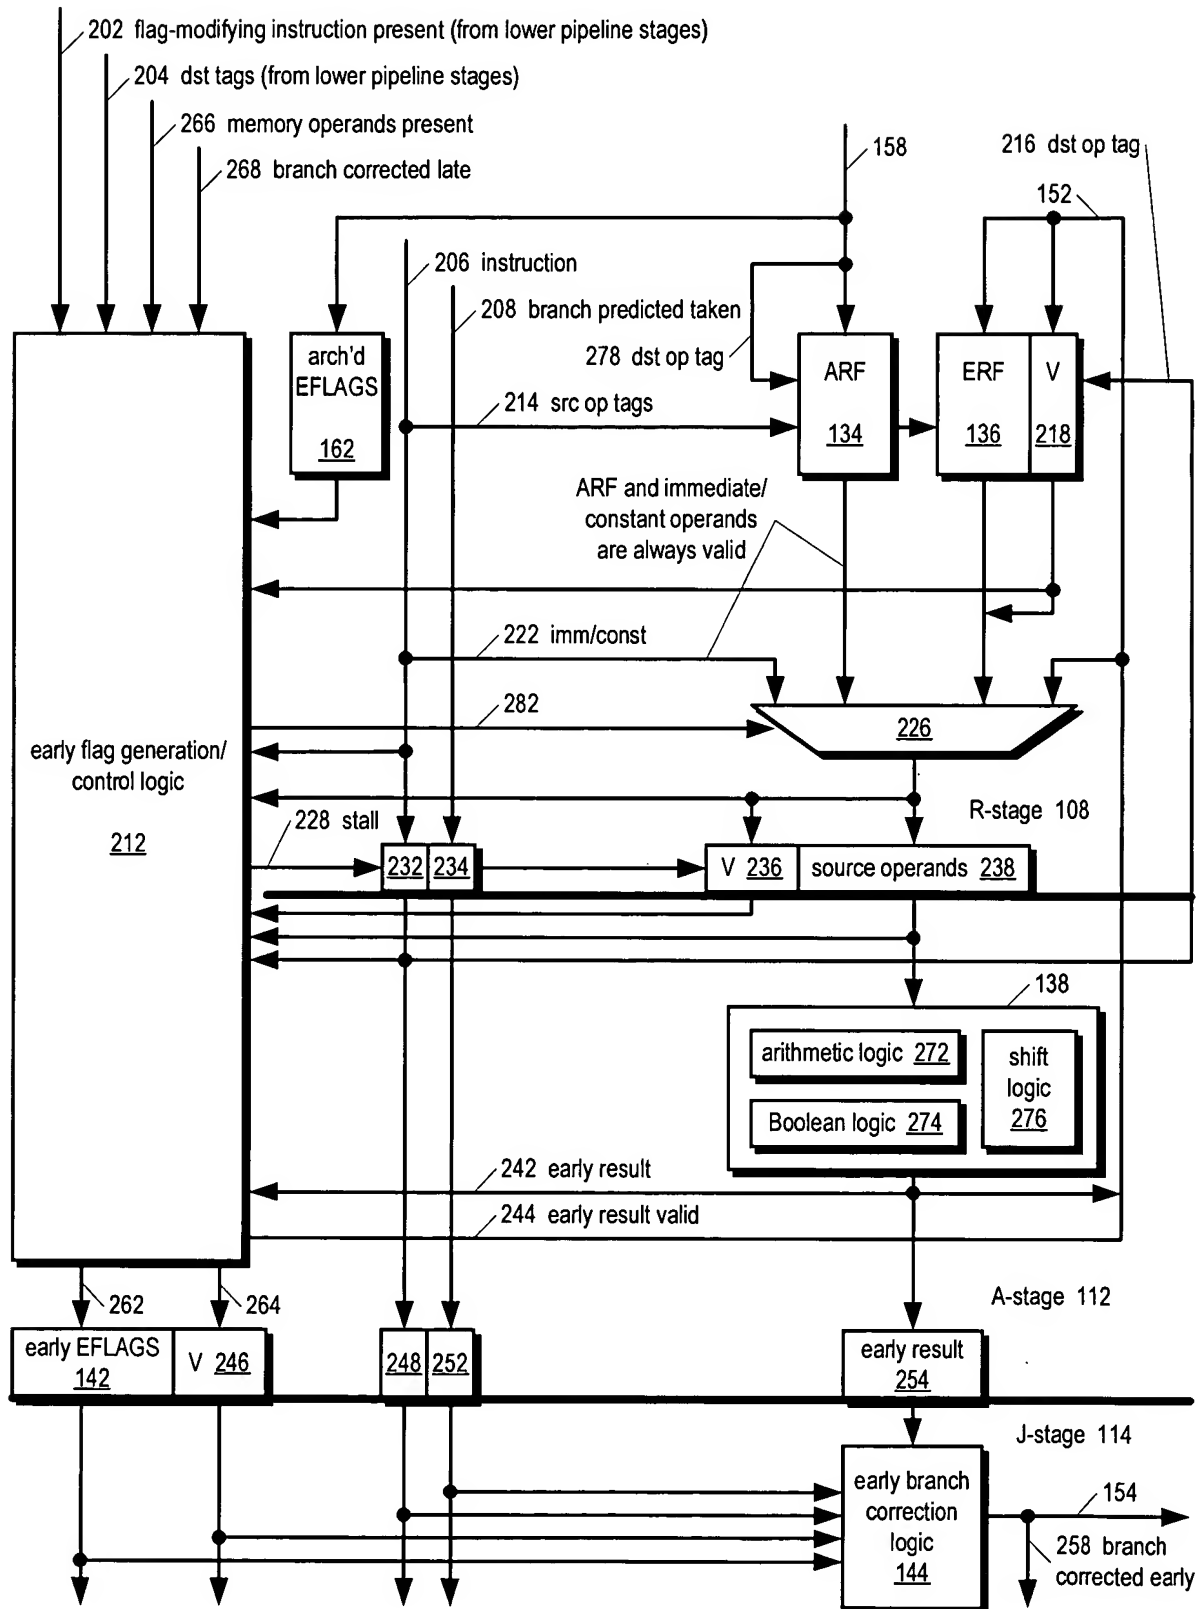 202 flag-modifying instruction present (from lower pipeline stages)
204 dst tags (from lower pipeline stages)
266 memory operands present
268 branch corrected late
158
216 dst op tag
152
206 instruction
208 branch predicted taken
278 dst op tag
arch'd
EFLAGS
162
ARF
134
ERF
136
V
218
214 src op tags
ARF and immediate/
constant operands
are always valid
222 imm/const
282
226
early flag generation/
control logic
212
R-stage 108
228 stall
232
234
V 236
source operands 238
138
arithmetic logic 272
Boolean logic 274
shift
logic
276
242 early result
244 early result valid
262
264
A-stage 112
early EFLAGS
142
V 246
248
252
early result
254
J-stage 114
early branch
correction
logic
144
154
258 branch
corrected early